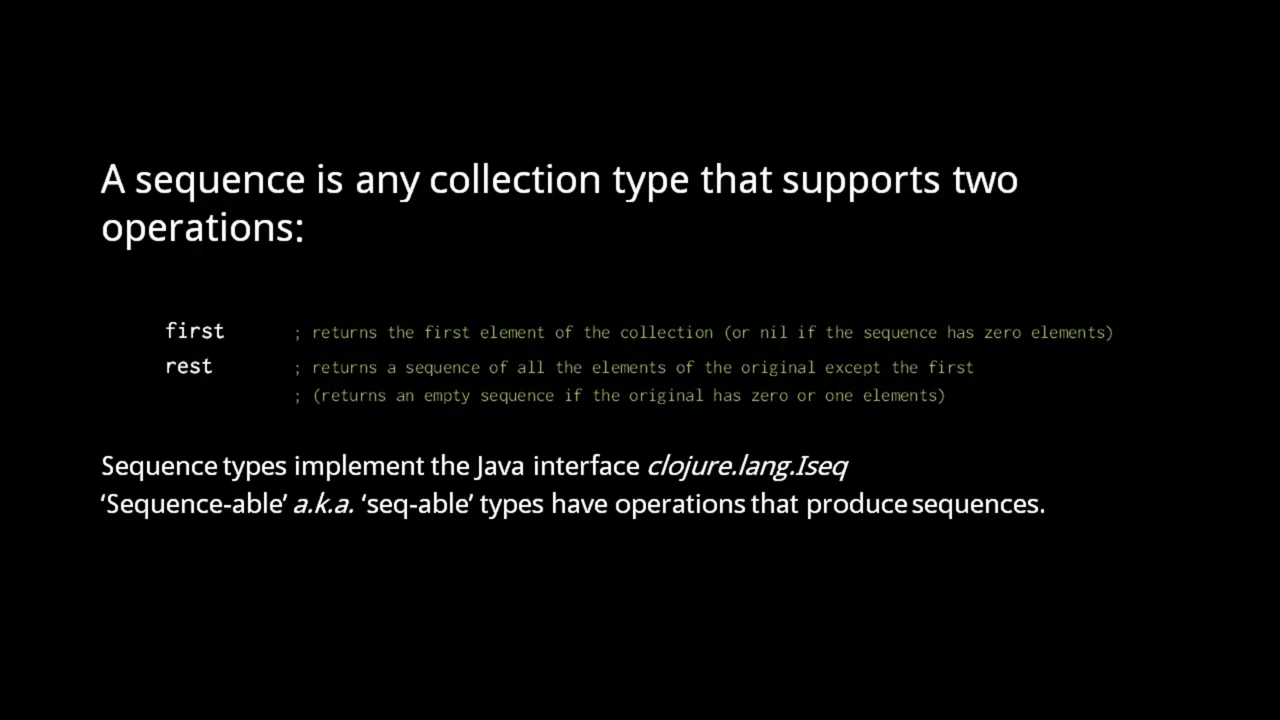 A sequence is any collection type that supports two
operations:
first ; returns the first element of the collection (or nil if the sequence has zero elements)
rest ; returns a sequence of all the elements of the original except the first
; (returns an empty sequence if the original has zero or one elements)
Sequence types implement the Java interface clojure.lang.Iseq
‘Sequence-able’ a.k.a. ‘seq-able’ types have operations that produce sequences.